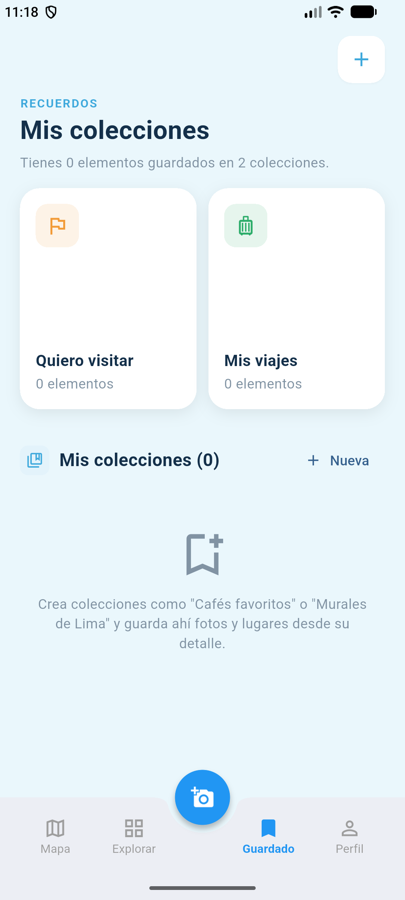 11:18
RECUERDOS
Mis colecciones
Tienes 0 elementos guardados en 2 colecciones.
Quiero visitar
0 elementos
Mis viajes
0 elementos
Mis colecciones (0)
+ Nueva
Crea colecciones como "Cafés favoritos" o "Murales
de Lima" y guarda ahí fotos y lugares desde su
detalle.
Mapa
Explorar
Guardado
Perfil